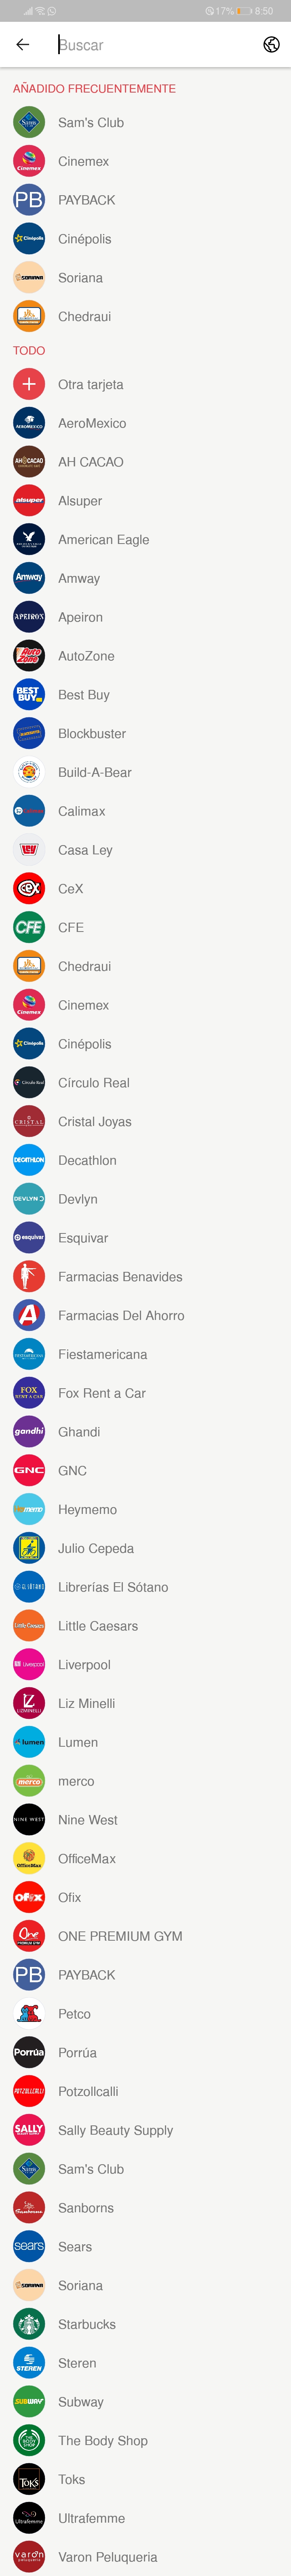 17% 8:50
Buscar
AÑADIDO FRECUENTEMENTE
Sam's Club
Cinemex
PAYBACK
Cinépolis
Soriana
Chedraui
TODO
Otra tarjeta
AeroMexico
AH CACAO
Alsuper
American Eagle
Amway
Apeiron
AutoZone
Best Buy
Blockbuster
Build-A-Bear
Calimax
Casa Ley
CeX
CFE
Chedraui
Cinemex
Cinépolis
Círculo Real
Cristal Joyas
Decathlon
Devlyn
Esquivar
Farmacias Benavides
Farmacias Del Ahorro
Fiestamericana
Fox Rent a Car
Ghandi
GNC
Heymemo
Julio Cepeda
Librerías El Sótano
Little Caesars
Liverpool
Liz Minelli
Lumen
merco
Nine West
OfficeMax
Ofix
ONE PREMIUM GYM
PAYBACK
Petco
Porrúa
Potzollcalli
Sally Beauty Supply
Sam's Club
Sanborns
Sears
Soriana
Starbucks
Steren
Subway
The Body Shop
Toks
Ultrafemme
Varon Peluqueria